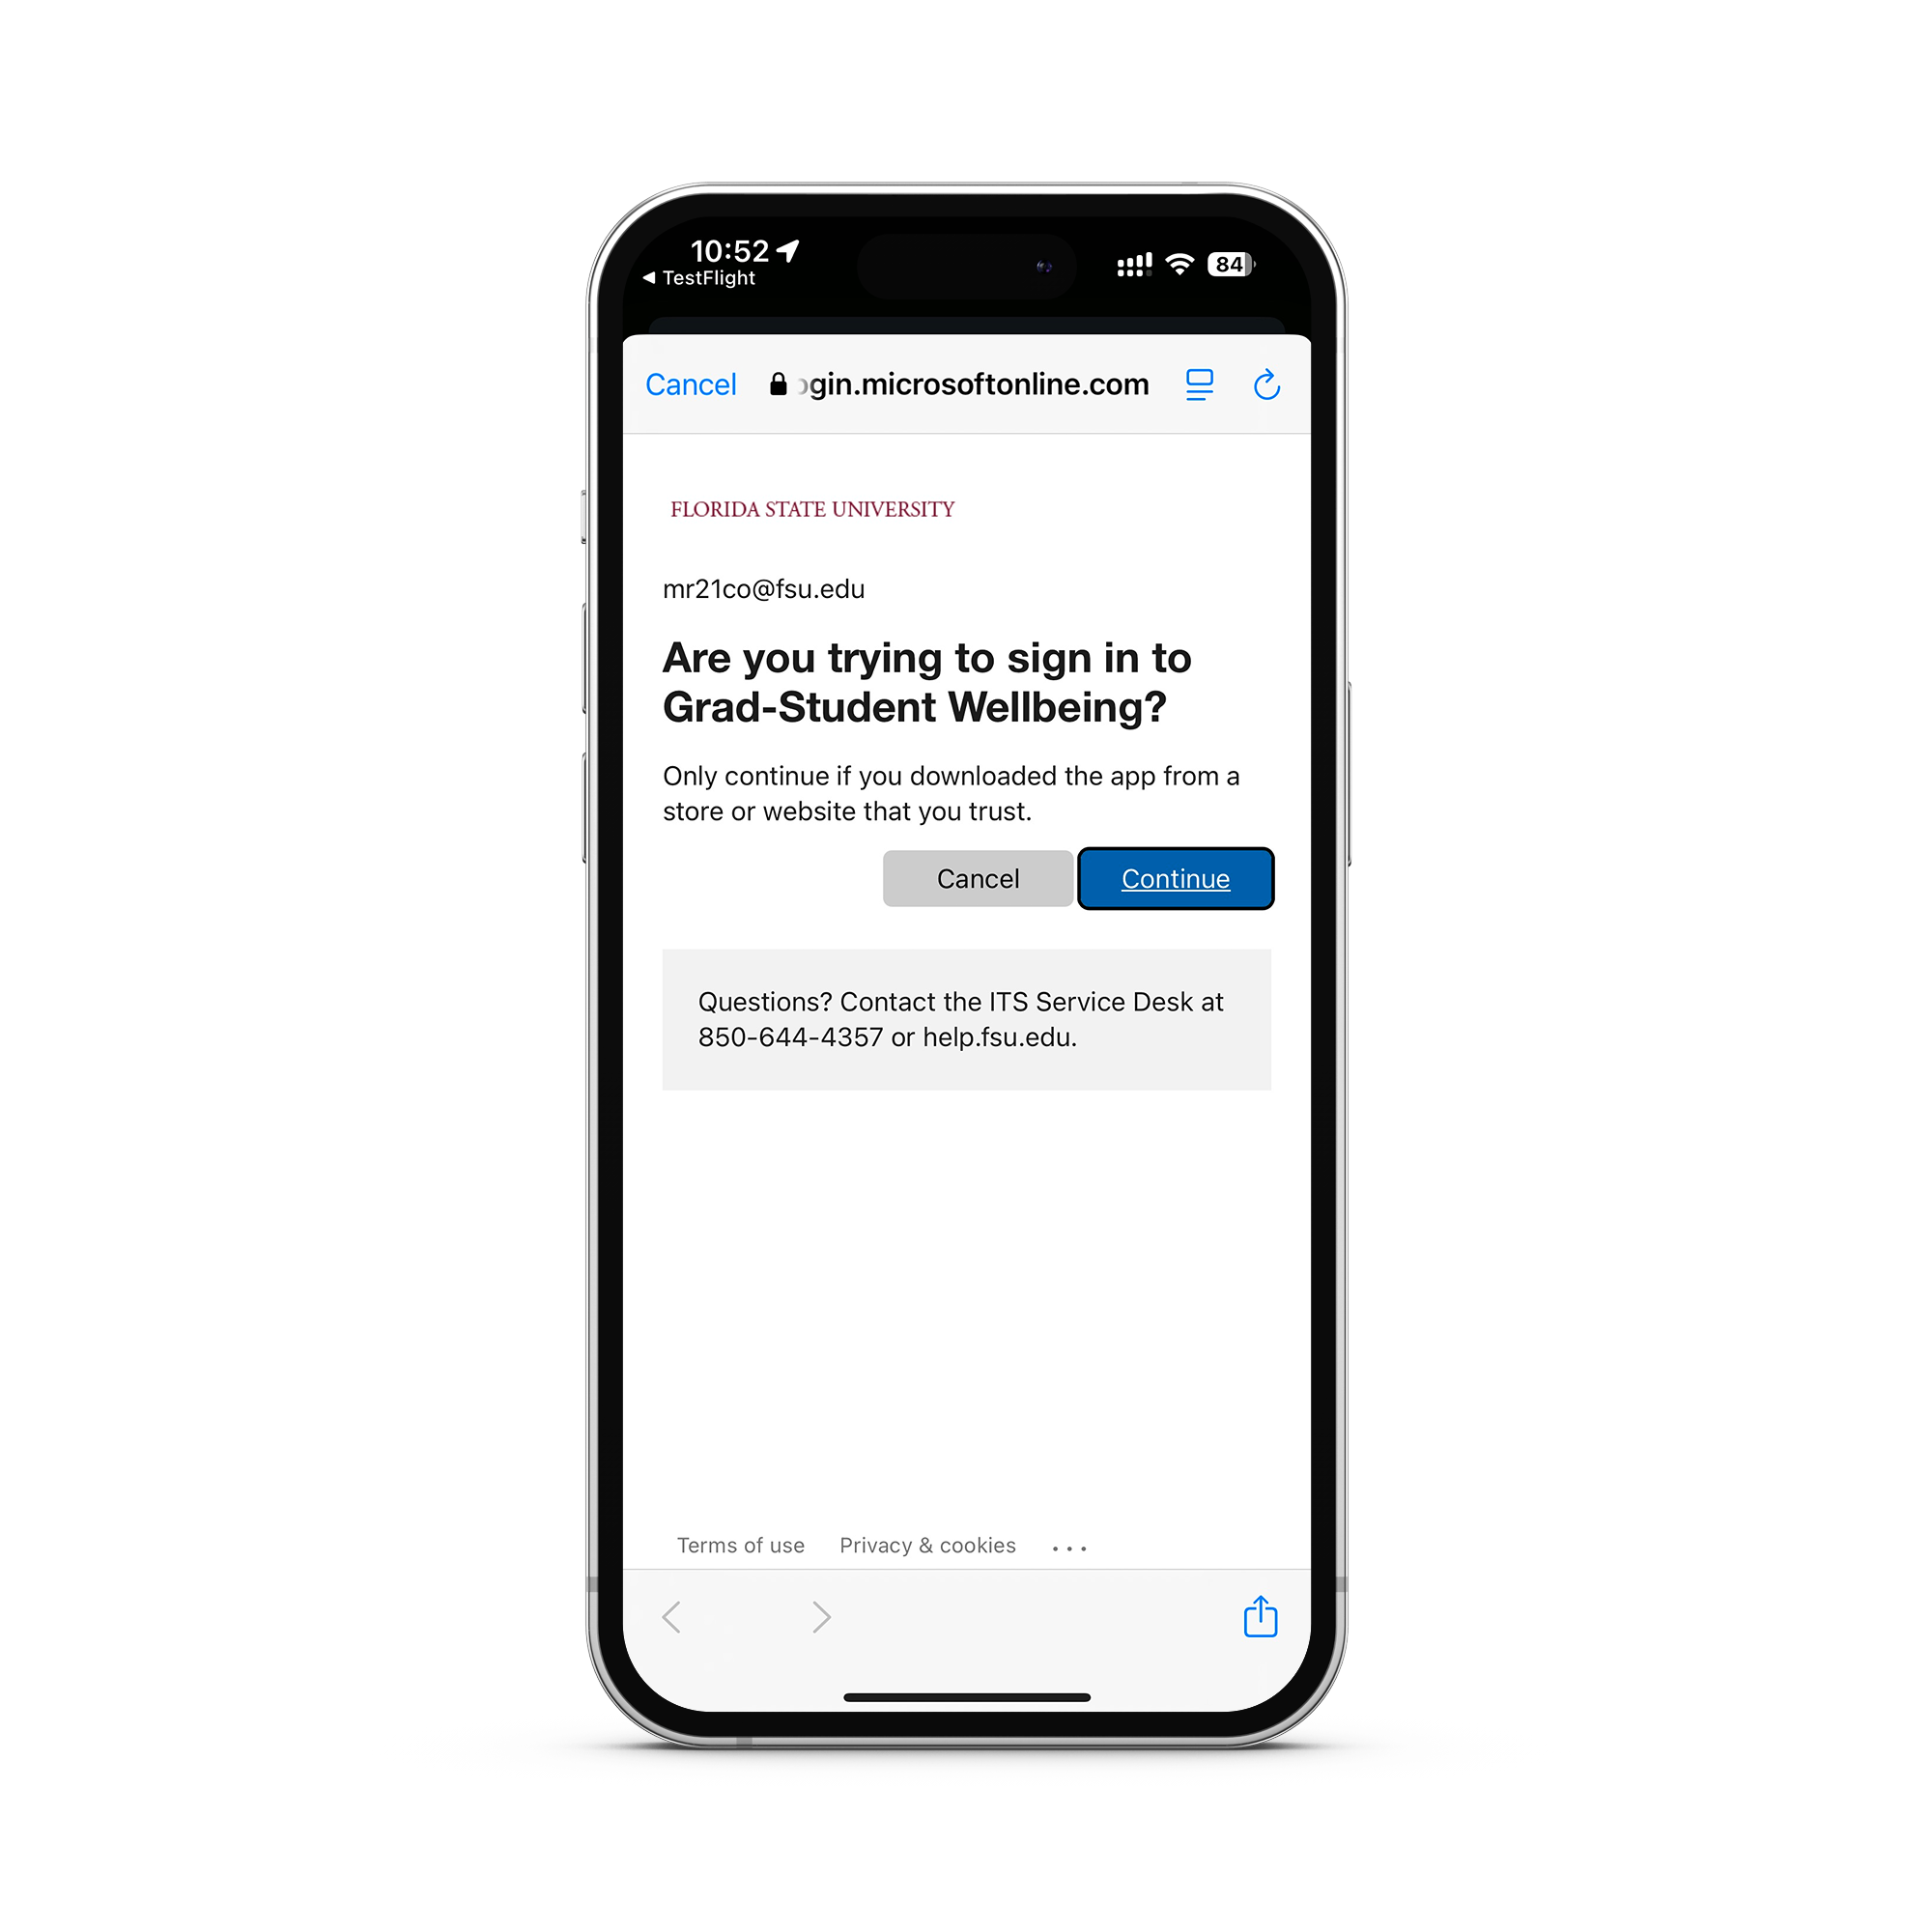 10:52
TestFlight
84
Cancel
ogin.microsoftonline.com
FLORIDA STATE UNIVERSITY
mr21co@fsu.edu
Are you trying to sign in to
Grad-Student Wellbeing?
Only continue if you downloaded the app from a
store or website that you trust.
Cancel Continue
Questions? Contact the ITS Service Desk at
850-644-4357 or help.fsu.edu.
Terms of use Privacy & cookies ...